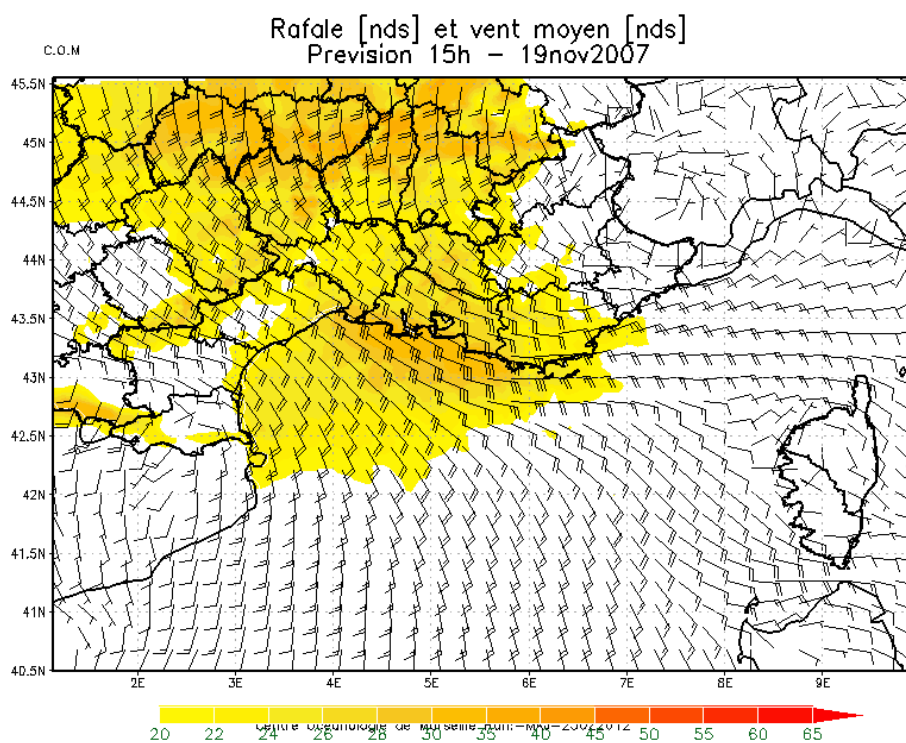 Rafale [nds] et vent moyen [nds]
Prevision 15h - 19nov2007
C.O.M
45.5N
45N
44.5N
44N
43.5N
43N
42.5N
42N
41.5N
41N
40.5N
2E 3E 4E 5E 6E 7E 8E 9E
Centre Oceanologie de Marseille
20 22 24 26 28 30 35 40 45 50 55 60 65